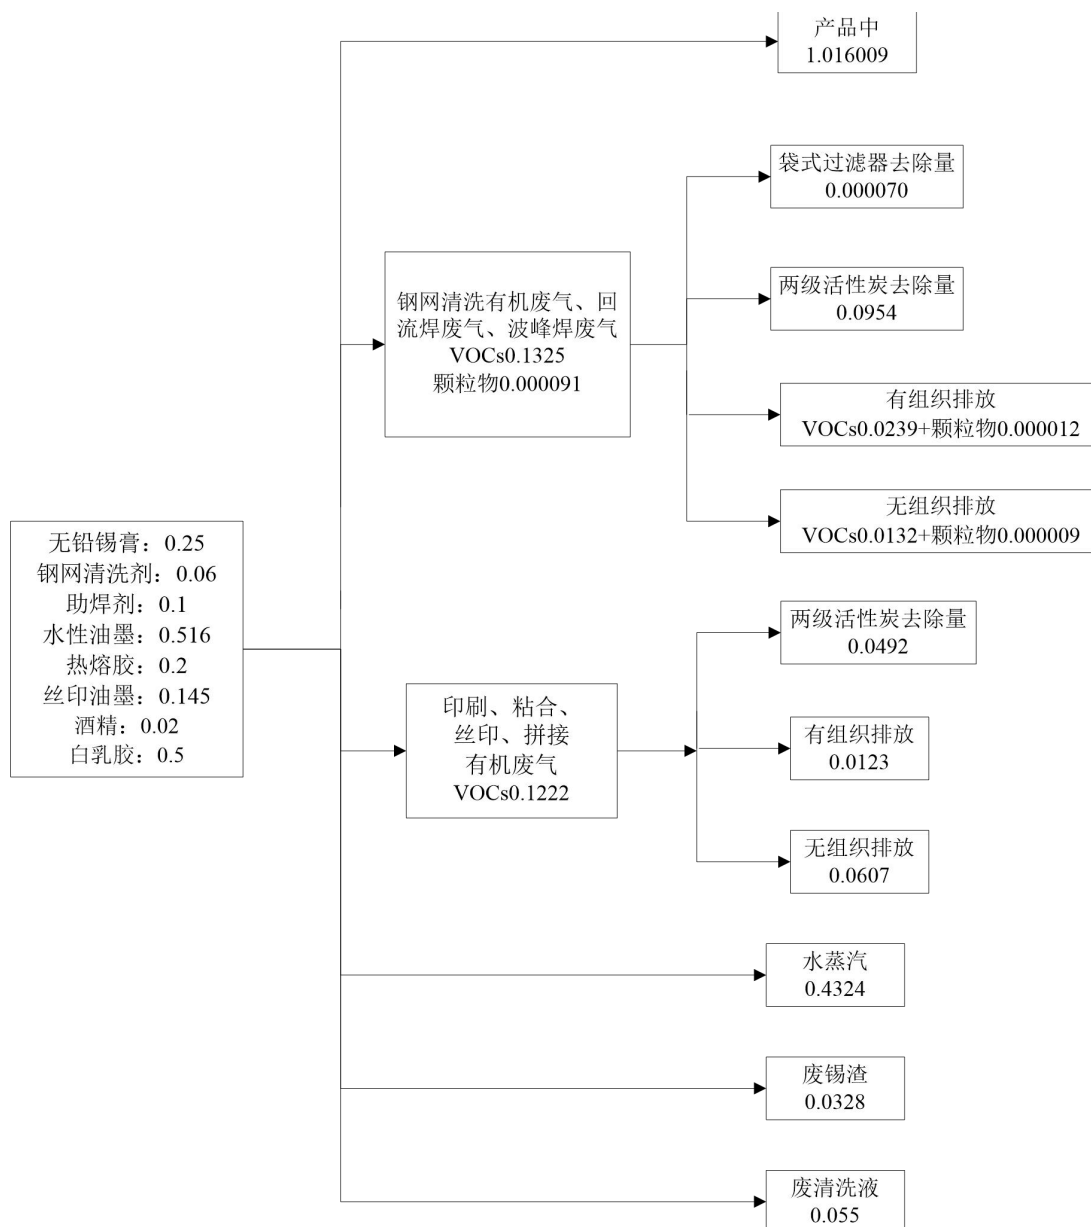 产品中
1.016009
袋式过滤器去除量
0.000070
两级活性炭去除量
0.0954
钢网清洗有机废气、回
流焊废气、波峰焊废气
VOCs0.1325
颗粒物0.000091
有组织排放
VOCs0.0239+颗粒物0.000012
无组织排放
VOCs0.0132+颗粒物0.000009
无铅锡膏：0.25
钢网清洗剂：0.06
助焊剂：0.1
水性油墨：0.516
热熔胶：0.2
丝印油墨：0.145
酒精：0.02
白乳胶：0.5
两级活性炭去除量
0.0492
印刷、粘合、
丝印、拼接
有机废气
VOCs0.1222
有组织排放
0.0123
无组织排放
0.0607
水蒸汽
0.4324
废锡渣
0.0328
废清洗液
0.055